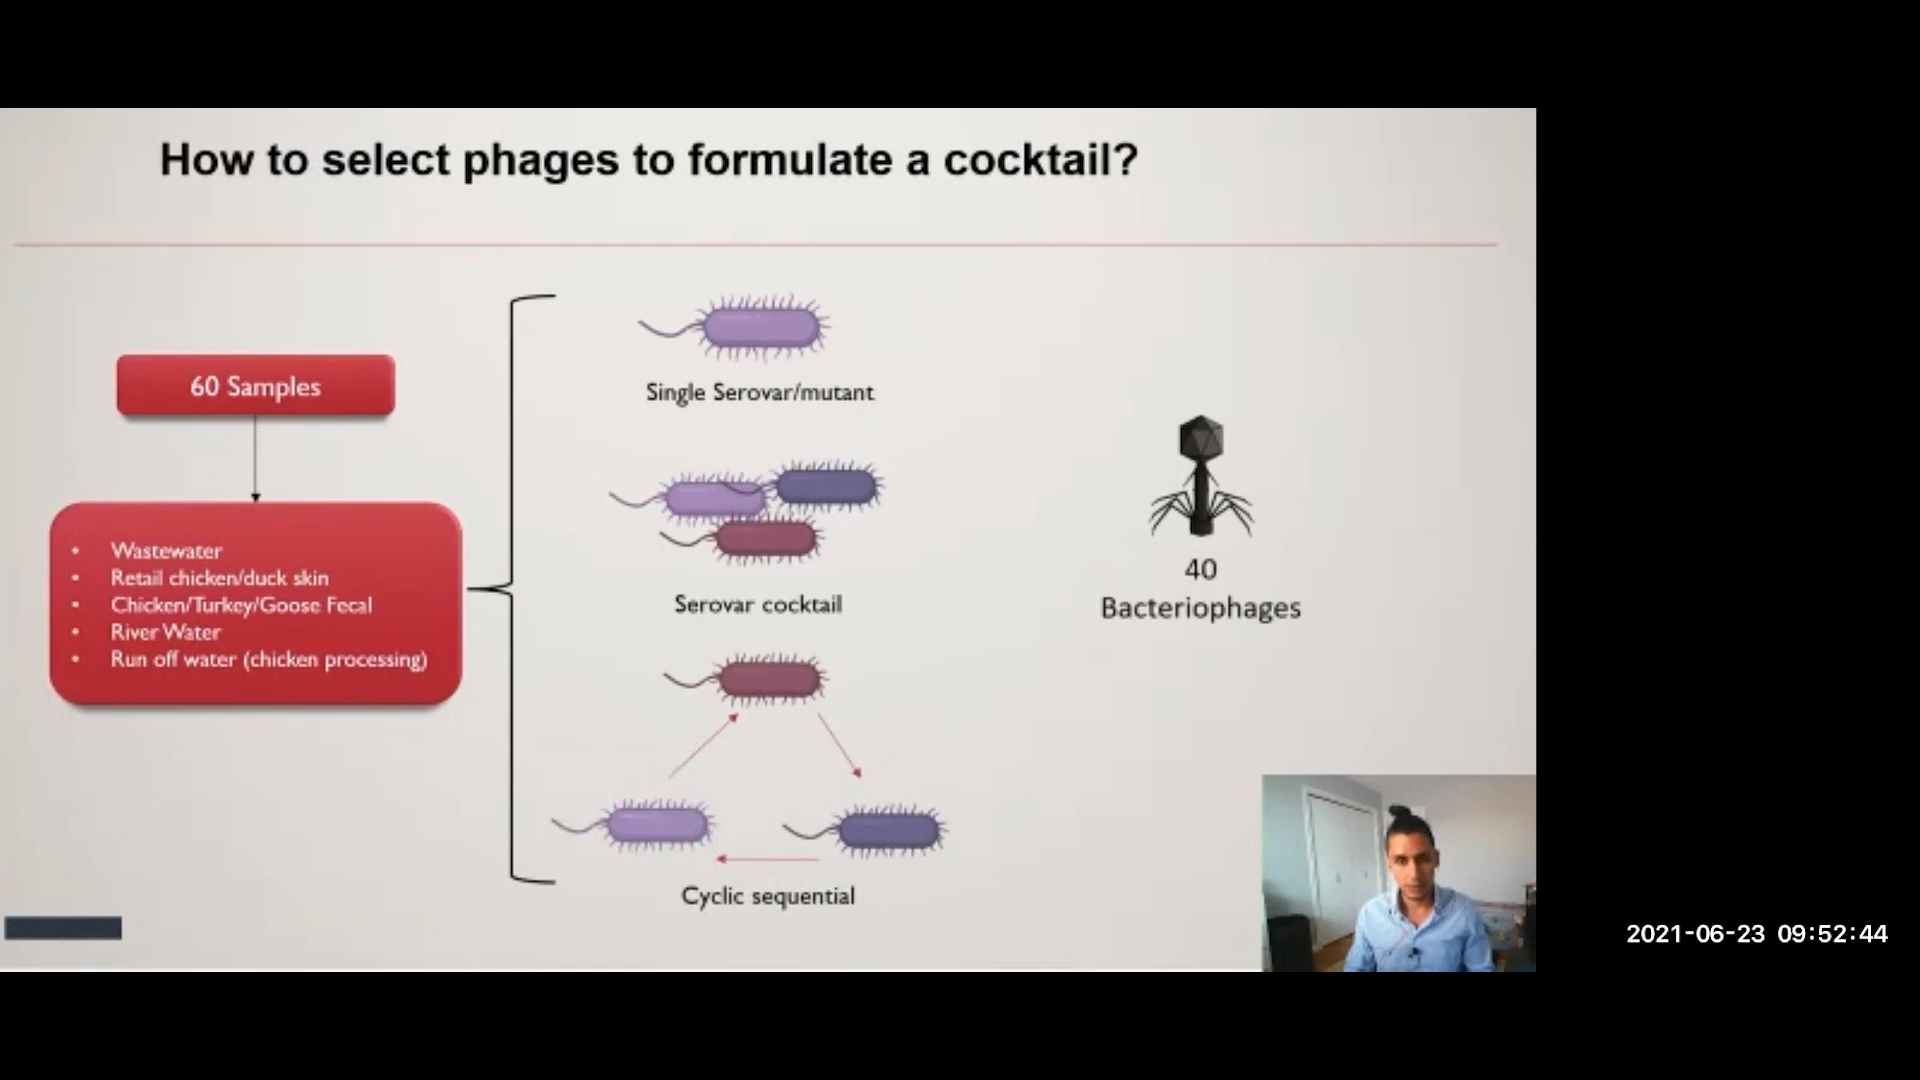 How to select phages to formulate a cocktail?
60 Samples
• Wastewater
• Retail chicken/duck skin
• Chicken/Turkey/Goose Fecal
• River Water
• Run off water (chicken processing)
Single Serovar/mutant
Serovar cocktail
Cyclic sequential
40
Bacteriophages
2021-06-23 09:52:44